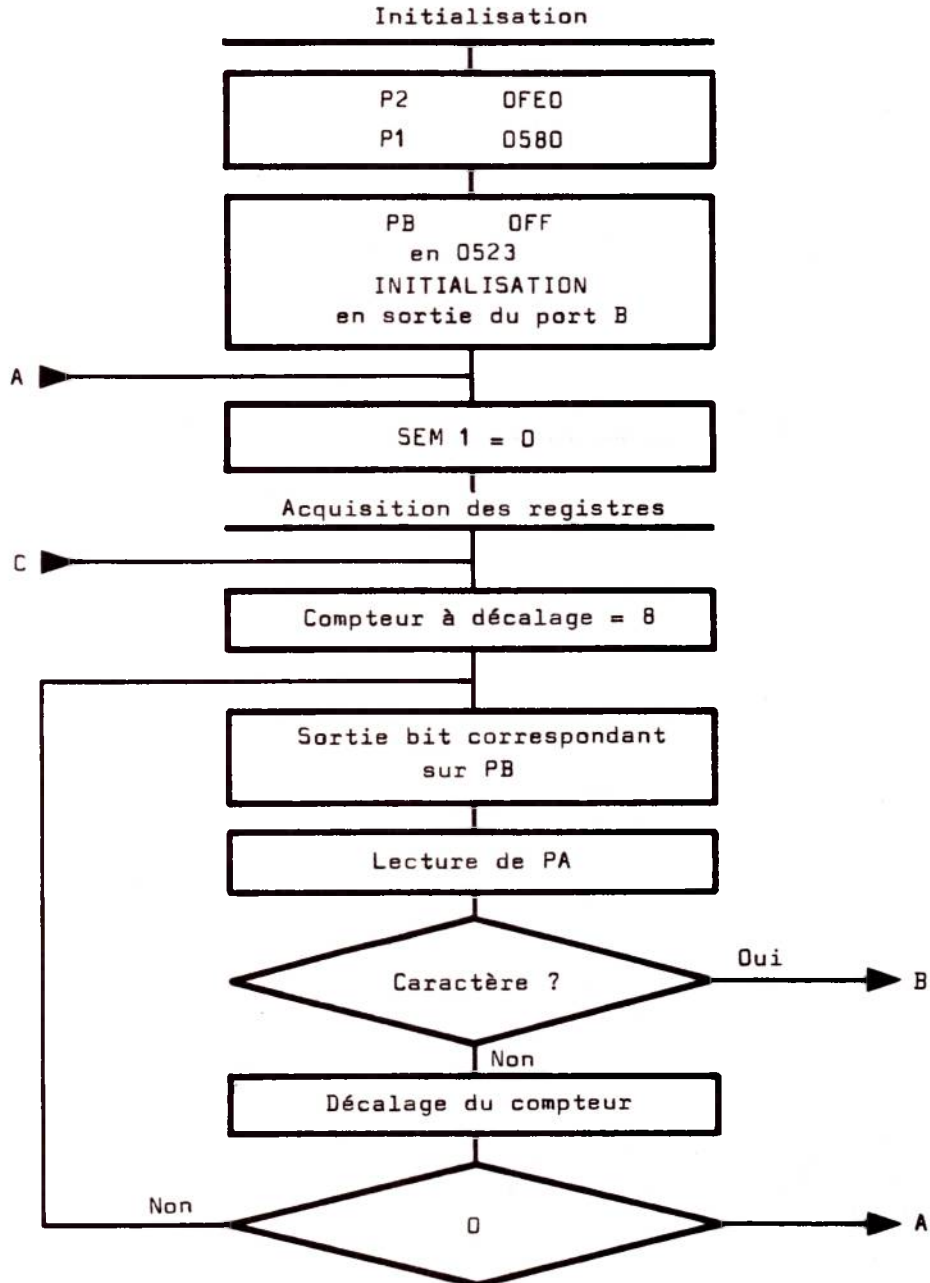 Initialisation
P2 OFEO
P1 0580
PB OFF
en 0523
INITIALISATION
en sortie du port B
A
SEM 1 = 0
Acquisition des registres
C
Compteur à décalage = 8
Sortie bit correspondant
sur PB
Lecture de PA
Caractère ?
Oui
B
Non
Décalage du compteur
Non
0
A